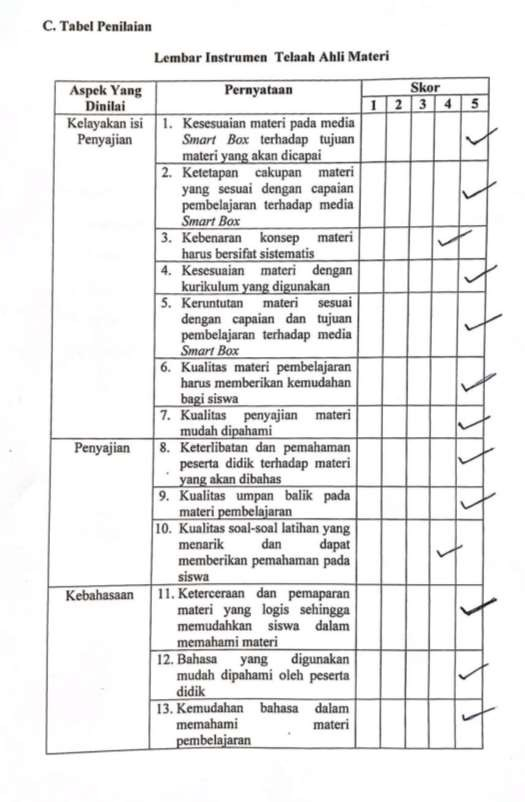 C. Tabel Penilaian
Lembar Instrumen Telaah Ahli Materi
Aspek Yang Dinilai
Pernyataan
Skor
1 2 3 4 5
Kelayakan isi
Penyajian
1. Kesesuaian materi pada media
Smart Box terhadap tujuan
materi yang akan dicapai
2. Ketetapan cakupan materi
yang sesuai dengan capaian
pembelajaran terhadap media
Smart Box
3. Kebenaran konsep materi
harus bersifat sistematis
4. Kesesuaian materi dengan
kurikulum yang digunakan
5. Keruntutan materi sesuai
dengan capaian dan tujuan
pembelajaran terhadap media
Smart Box
6. Kualitas materi pembelajaran
harus memberikan kemudahan
bagi siswa
7. Kualitas penyajian materi
mudah dipahami
Penyajian
8. Keterlibatan dan pemahaman
peserta didik terhadap materi
yang akan dibahas
9. Kualitas umpan balik pada
materi pembelajaran
10. Kualitas soal-soal latihan yang
menarik dan dapat
memberikan pemahaman pada
siswa
Kebahasaan
11. Keterceraan dan pemaparan
materi yang logis sehingga
memudahkan siswa dalam
memahami materi
12. Bahasa yang digunakan
mudah dipahami oleh peserta
didik
13. Kemudahan bahasa dalam
memahami materi
pembelajaran